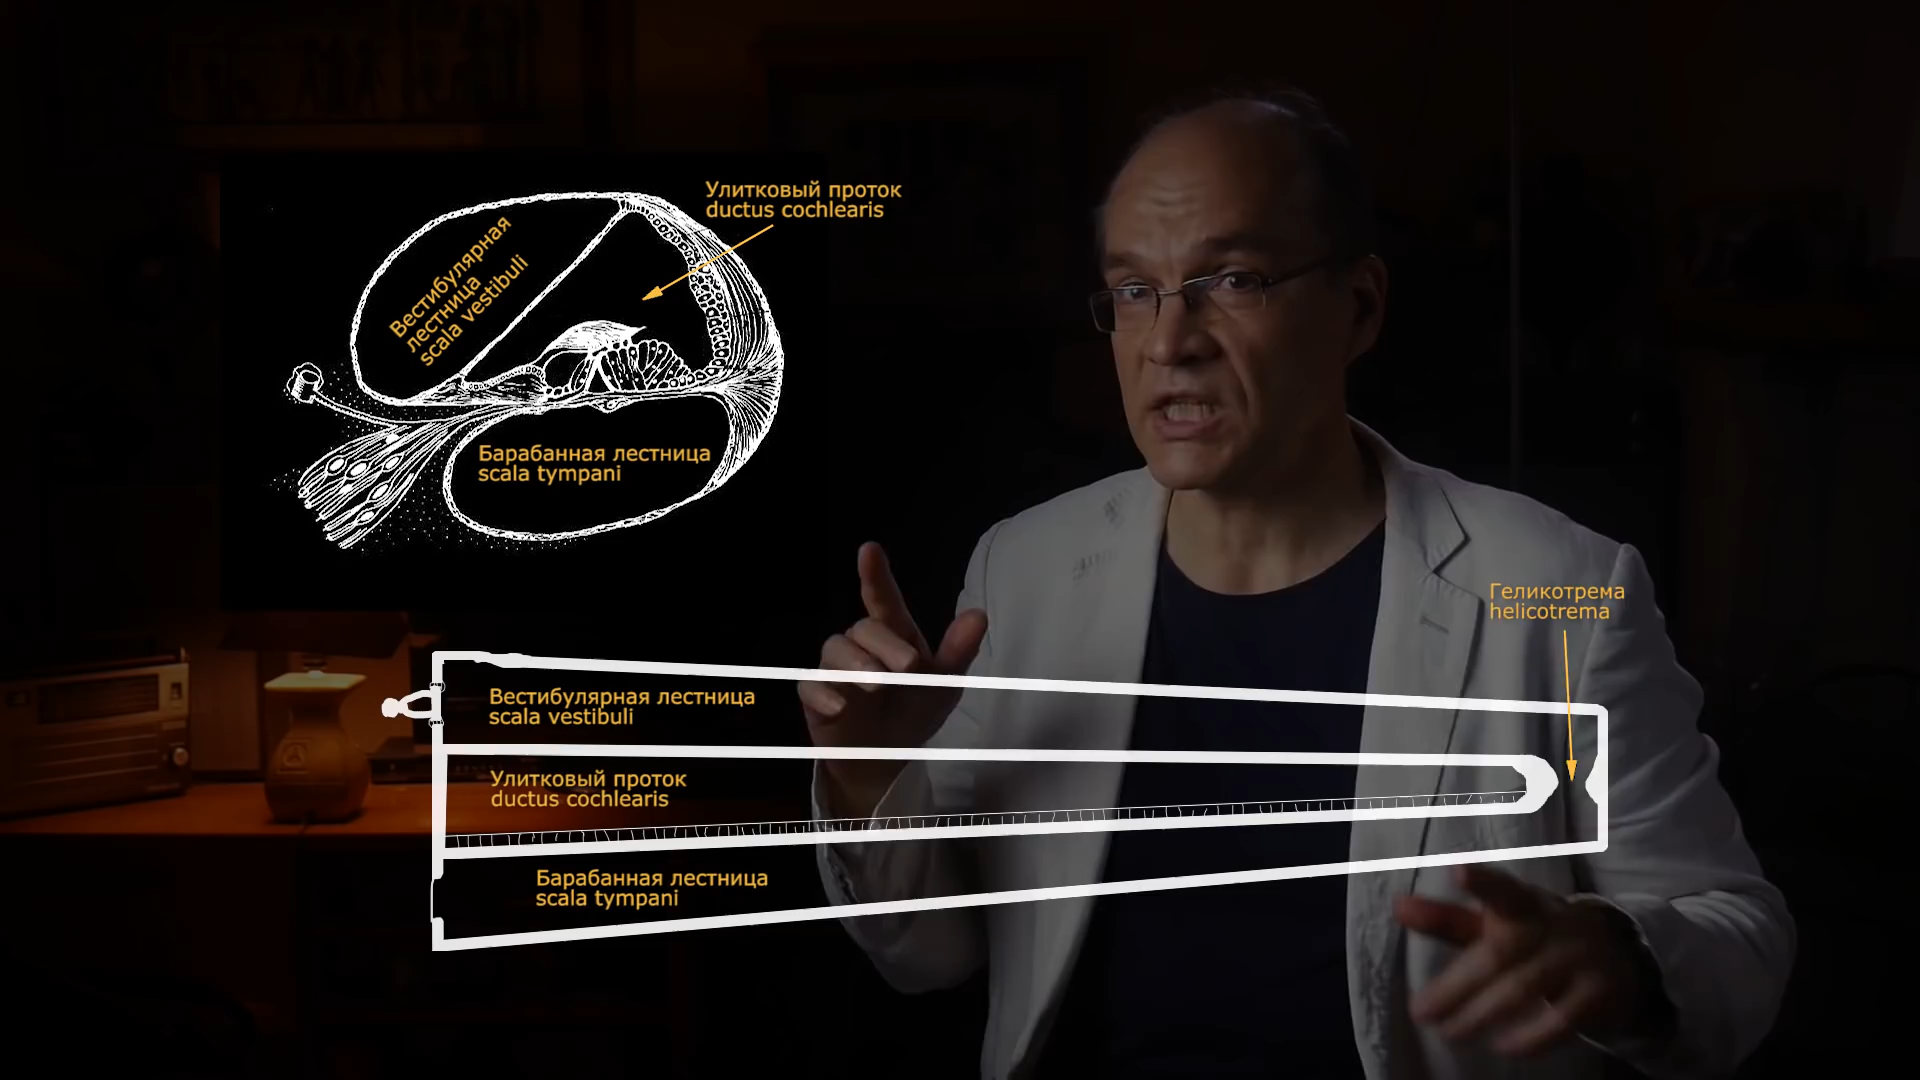 Улитковый проток
ductus cochlearis
Вестибулярная
лестница
scala vestibuli
Барабанная лестница
scala tympani
Геликотрема
helicotrema
Вестибулярная лестница
scala vestibuli
Улитковый проток
ductus cochlearis
Барабанная лестница
scala tympani